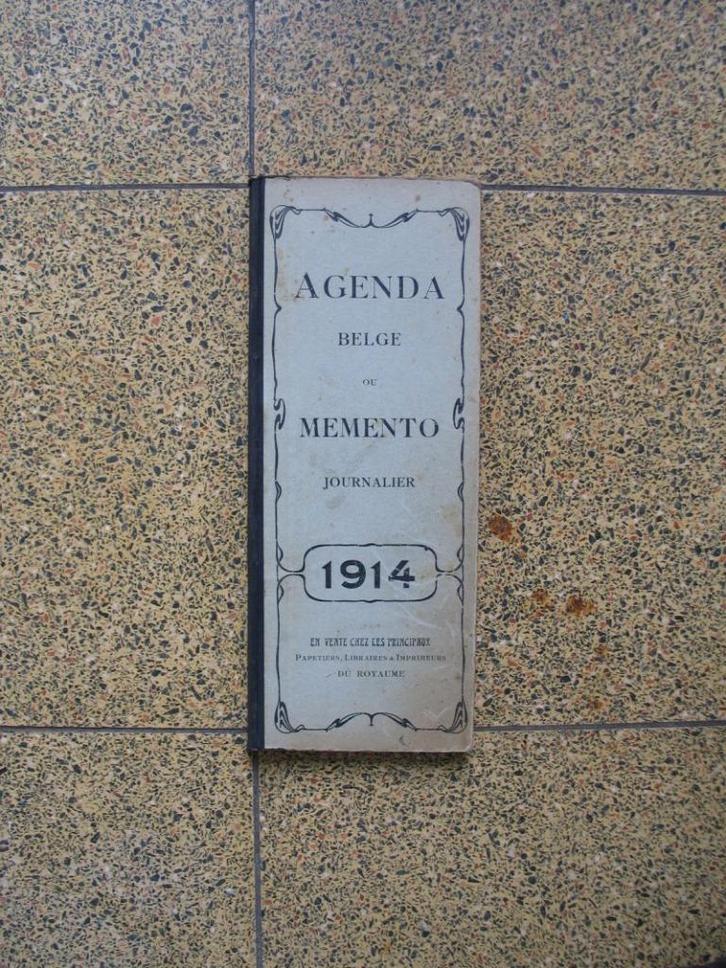 AGENDA
BELGE
OU
MEMENTO
JOURNALIER
1914
EN VENTE CHEZ LES PRINCIPAUX
PAPETIERS, LIBRAIRES & IMPRIMEURS
DU ROYAUME